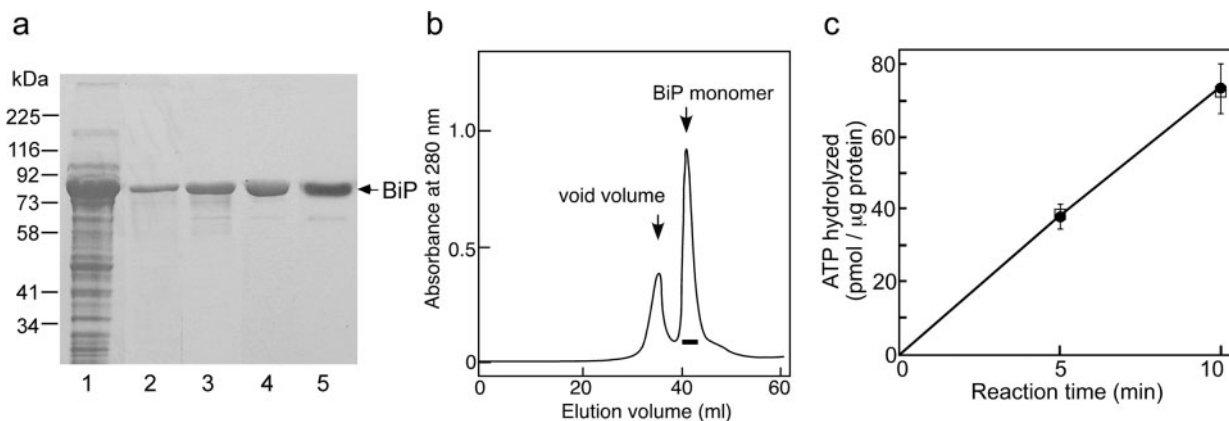 a
kDa
225
116
92
73
58
41
34
BiP
1 2 3 4 5
b
Absorbance at 280 nm
1.0
0.5
0
void volume
BiP monomer
0 20 40 60
Elution volume (ml)
c
ATP hydrolyzed
(pmol / μg protein)
80
60
40
20
0
0 5 10
Reaction time (min)